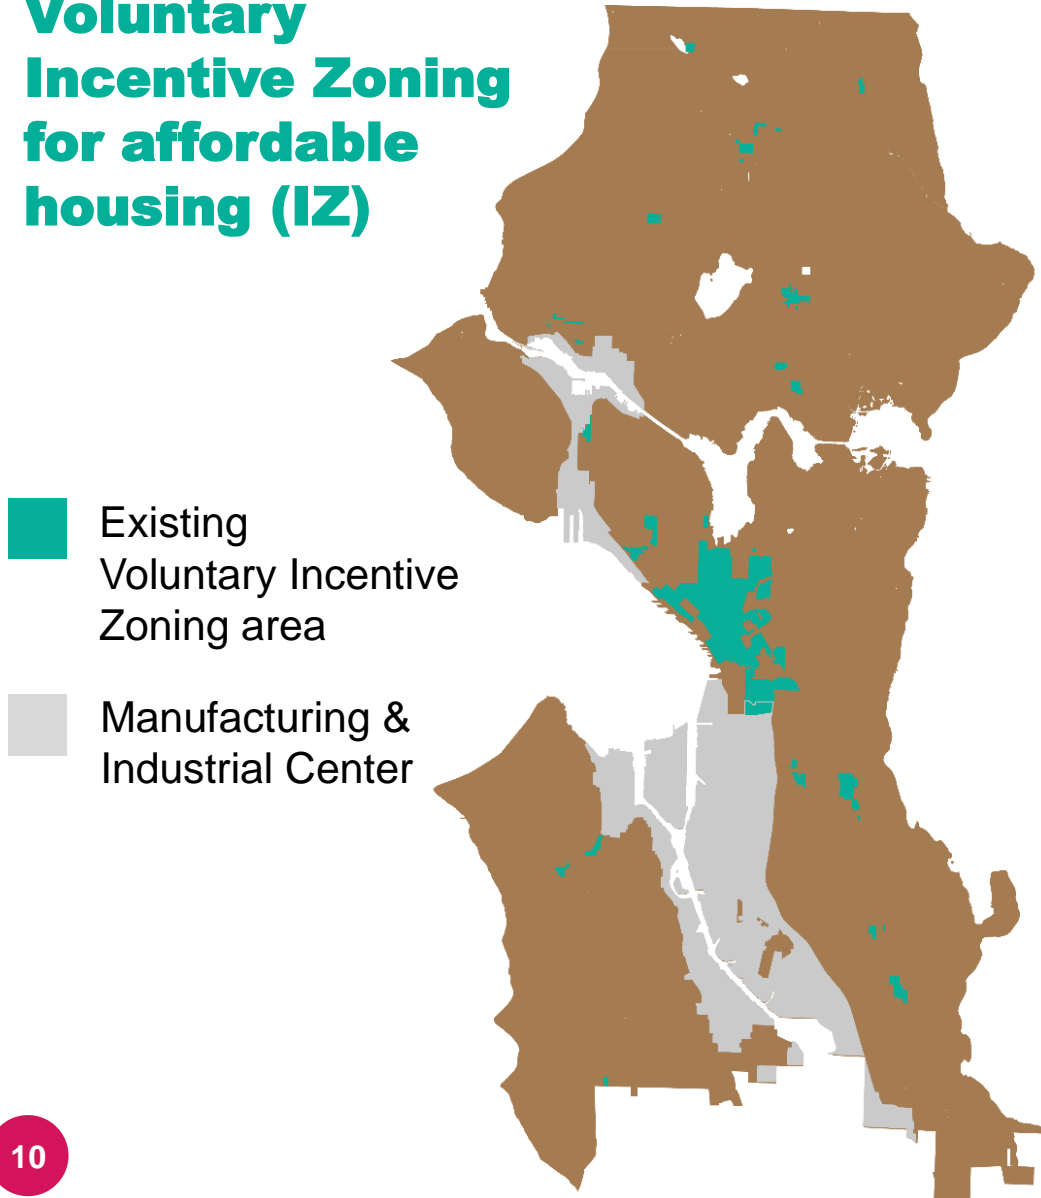 Voluntary
Incentive Zoning
for affordable
housing (IZ)
Existing
Voluntary Incentive
Zoning area
Manufacturing &
Industrial Center
10